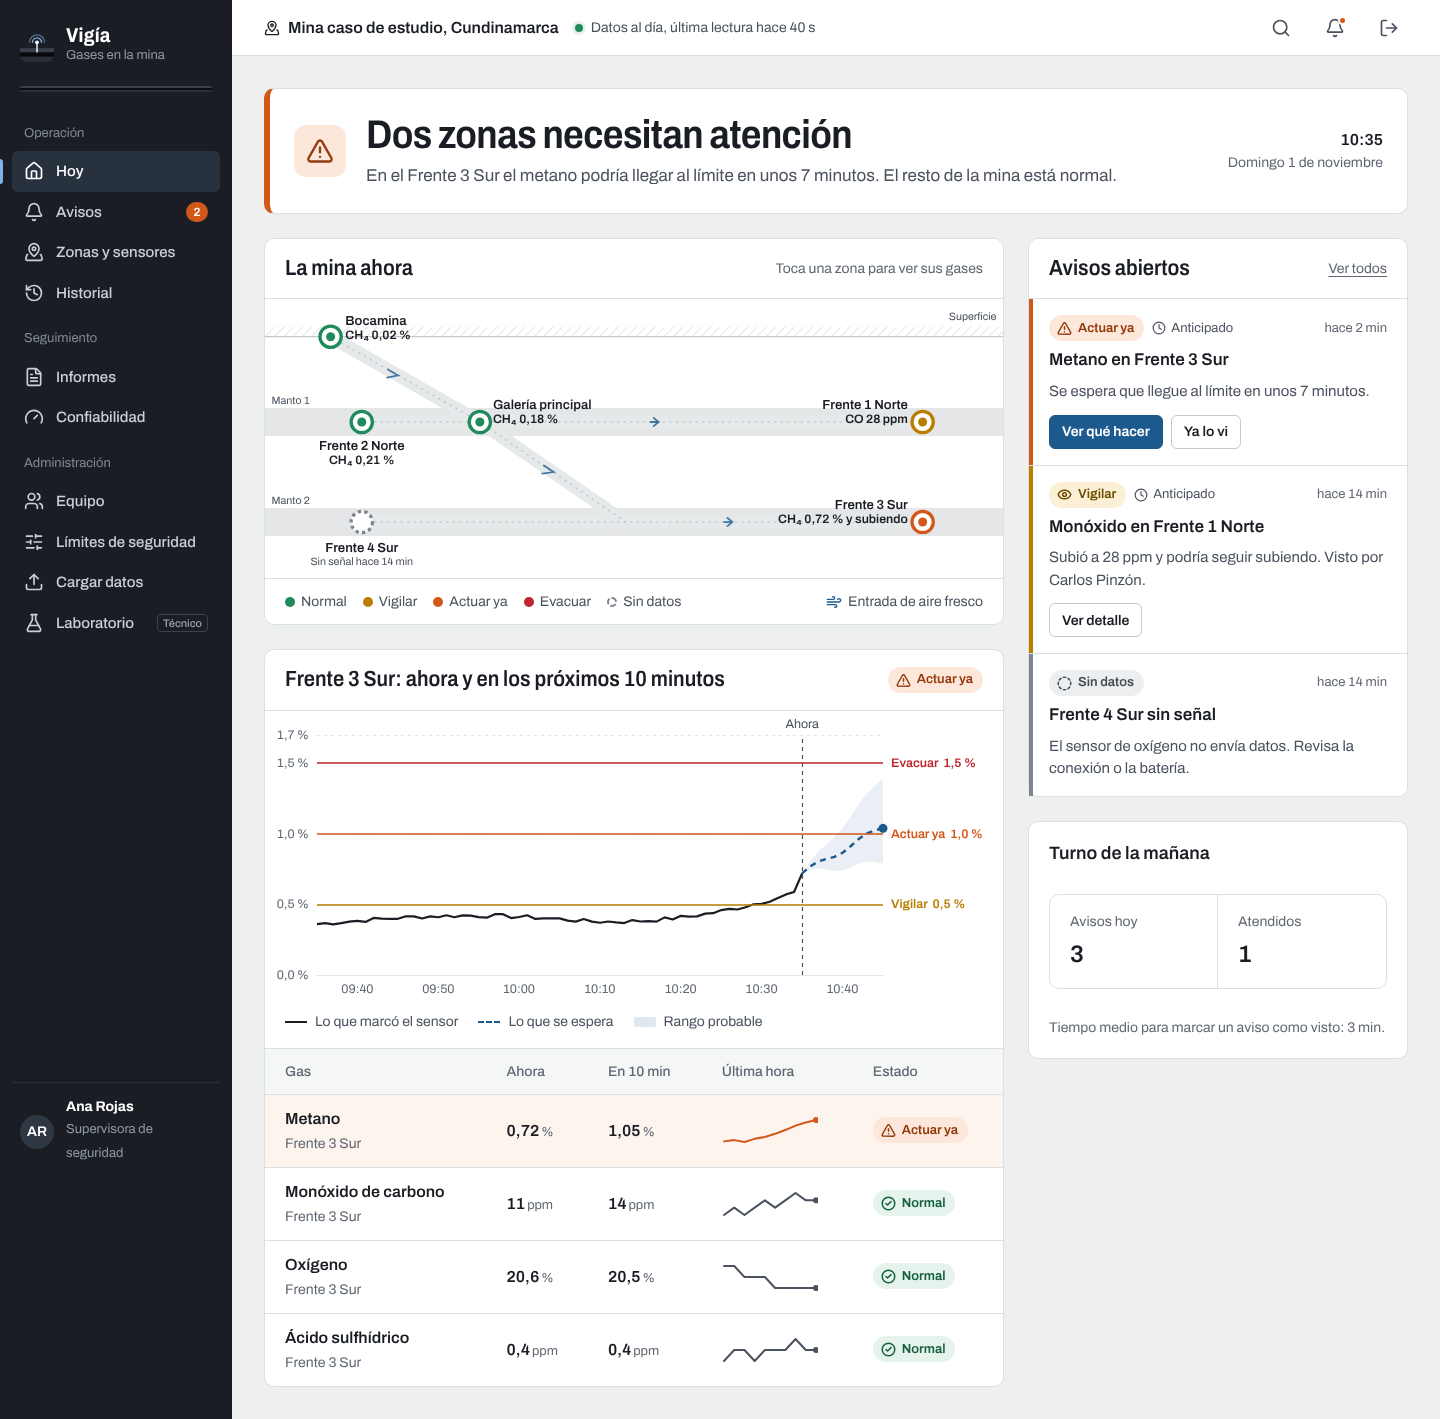 Vigía
Gases en la mina
Operación
Hoy
Avisos 2
Zonas y sensores
Historial
Seguimiento
Informes
Confiabilidad
Administración
Equipo
Límites de seguridad
Cargar datos
Laboratorio Técnico
AR
Ana Rojas
Supervisora de
seguridad
Mina caso de estudio, Cundinamarca Datos al día, última lectura hace 40 s
Dos zonas necesitan atención
En el Frente 3 Sur el metano podría llegar al límite en unos 7 minutos. El resto de la mina está normal.
10:35
Domingo 1 de noviembre
La mina ahora
Toca una zona para ver sus gases
Superficie
Bocamina
CH₄ 0,02 %
Manto 1
Galería principal
CH₄ 0,18 %
Frente 1 Norte
CO 28 ppm
Frente 2 Norte
CH₄ 0,21 %
Manto 2
Frente 3 Sur
CH₄ 0,72 % y subiendo
Frente 4 Sur
Sin señal hace 14 min
Normal Vigilar Actuar ya Evacuar Sin datos Entrada de aire fresco
Frente 3 Sur: ahora y en los próximos 10 minutos
Actuar ya
Ahora
1,7 %
1,5 %
Evacuar 1,5 %
1,0 %
Actuar ya 1,0 %
0,5 %
Vigilar 0,5 %
0,0 %
09:40 09:50 10:00 10:10 10:20 10:30 10:40
Lo que marcó el sensor Lo que se espera Rango probable
Gas Ahora En 10 min Última hora Estado
Metano
Frente 3 Sur
0,72 % 1,05 % Actuar ya
Monóxido de carbono
Frente 3 Sur
11 ppm 14 ppm Normal
Oxígeno
Frente 3 Sur
20,6 % 20,5 % Normal
Ácido sulfhídrico
Frente 3 Sur
0,4 ppm 0,4 ppm Normal
Avisos abiertos
Ver todos
Actuar ya Anticipado hace 2 min
Metano en Frente 3 Sur
Se espera que llegue al límite en unos 7 minutos.
Ver qué hacer Ya lo vi
Vigilar Anticipado hace 14 min
Monóxido en Frente 1 Norte
Subió a 28 ppm y podría seguir subiendo. Visto por
Carlos Pinzón.
Ver detalle
Sin datos hace 14 min
Frente 4 Sur sin señal
El sensor de oxígeno no envía datos. Revisa la
conexión o la batería.
Turno de la mañana
Avisos hoy Atendidos
3 1
Tiempo medio para marcar un aviso como visto: 3 min.